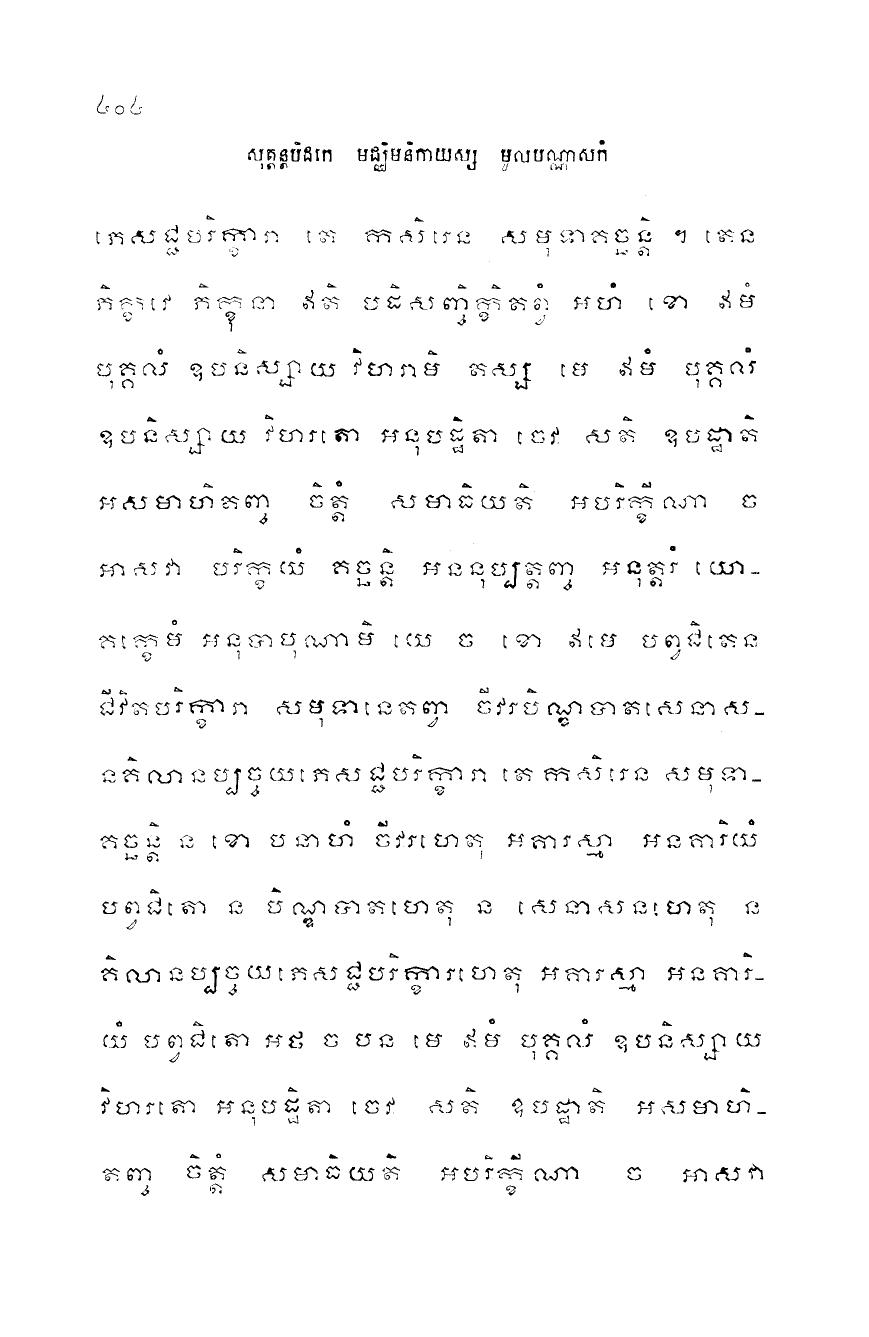 ៤០៤
សុត្តន្តបិដកេ មជ្ឈិមនិកាយស្ស មូលបណ្ណាសកំ
ភេសជ្ជបរិក្ខារា តេ កសិរេន សមុទាគច្ឆន្តិ ។ តេន
ភិក្ខវេ ភិក្ខុនា ឥតិ បដិសញ្ចិក្ខិតព្វំ អហំ ខោ ឥមំ
បុគ្គលំ ឧបនិស្សាយ វិហរាមិ តស្ស មេ ឥមំ បុគ្គលំ
ឧបនិស្សាយ វិហរតោ អនុបដ្ឋិតា ចេវ សតិ ឧបដ្ឋាតិ
អសមាហិតញ្ច ចិត្តំ សមាធិយតិ អបរិក្ខីណា ច
អាសវា បរិក្ខយំ គច្ឆន្តិ អននុប្បត្តញ្ច អនុត្តរំ យោ-
គក្ខេមំ អនុបាបុណាមិ យេ ច ខោ ឥមេ បព្វជិតេន
ជីវិតបរិក្ខារា សមុទានេតព្វា ចីវរបិណ្ឌបាតសេនាស-
នគិលានប្បច្ចយភេសជ្ជបរិក្ខារា តេ កសិរេន សមុទា-
គច្ឆន្តិ ន ខោ បនាហំ ចីវរហេតុ អគារស្មា អនគារិយំ
បព្វជិតោ ន បិណ្ឌបាតហេតុ ន សេនាសនហេតុ ន
គិលានប្បច្ចយភេសជ្ជបរិក្ខារហេតុ អគារស្មា អនគារិ-
យំ បព្វជិតោ អថ ច បន មេ ឥមំ បុគ្គលំ ឧបនិស្សាយ
វិហរតោ អនុបដ្ឋិតា ចេវ សតិ ឧបដ្ឋាតិ អសមាហិ-
តញ្ច ចិត្តំ សមាធិយតិ អបរិក្ខីណា ច អាសវា